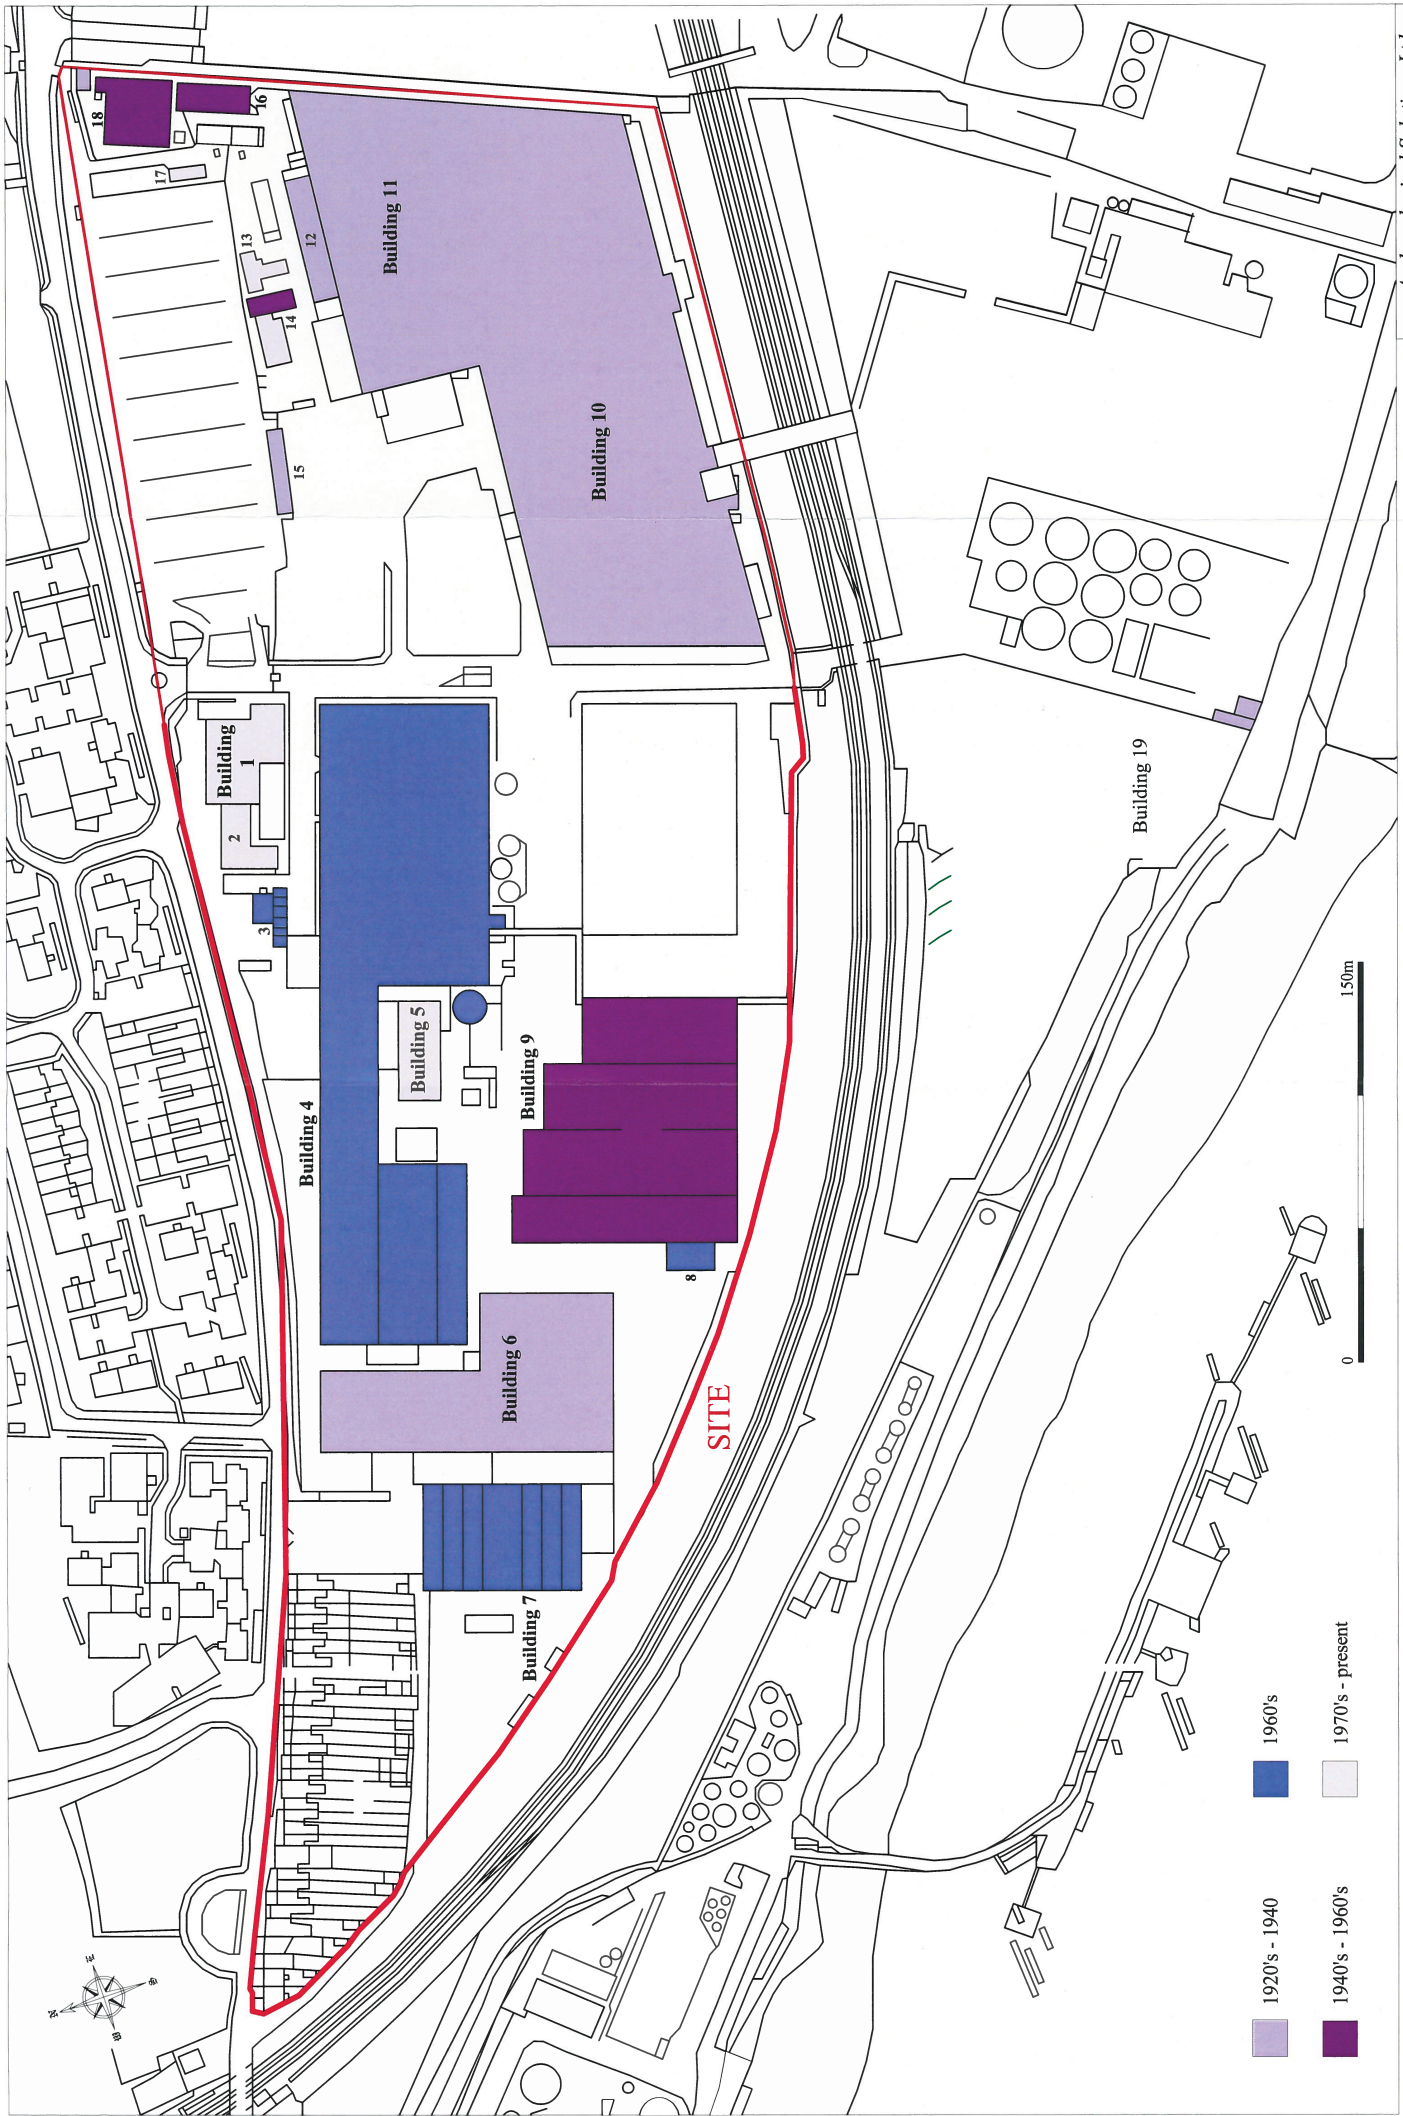 18
16
17
13
12
14
15
Building 11
Building 10
Building
1
2
3
Building 4
Building 5
Building 9
8
Building 6
Building 7
SITE
Building 19
0
150m
1920's - 1940
1940's - 1960's
1960's
1970's - present
N